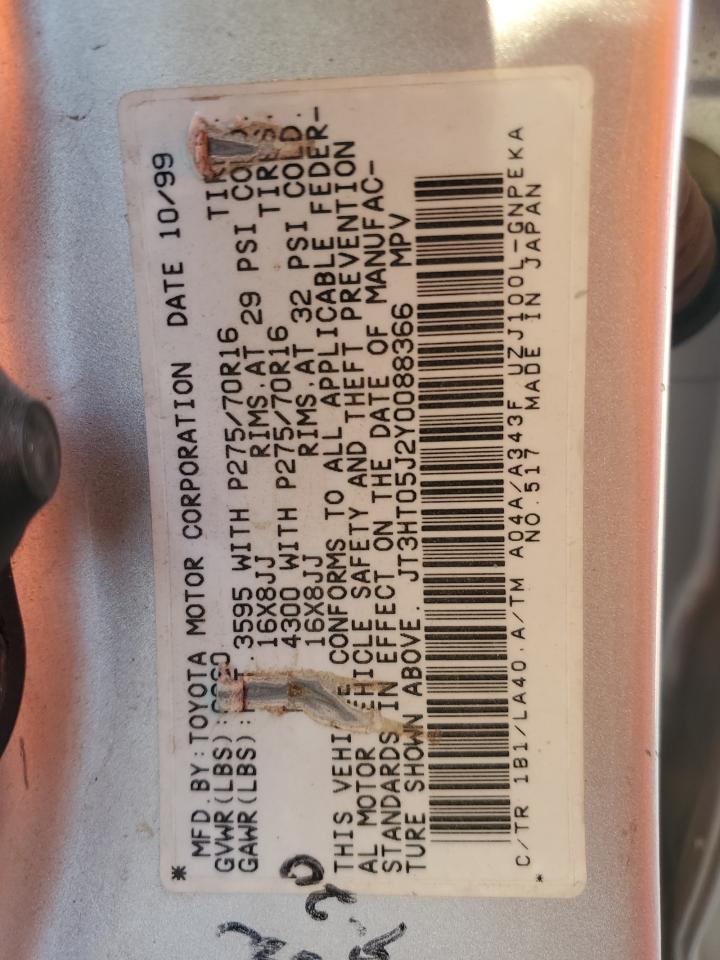 MFD.BY:TOYOTA MOTOR CORPORATION DATE 10/99
GVWR(LBS):
GAWR(LBS): 3595 WITH P275/70R16
16X8JJ RIMS.AT 29 PSI
4300 WITH P275/70R16
16X8JJ RIMS.AT 32 PSI COLD.
THIS VEHICLE CONFORMS TO ALL APPLICABLE FEDER-
AL MOTOR VEHICLE SAFETY AND THEFT PREVENTION
STANDARDS IN EFFECT ON THE DATE OF MANUFAC-
TURE SHOWN ABOVE. JT3HT05J2Y0088366 MPV
* C/TR 1B1/LA40.A/TM A04A/A343F UZJ100L-GNPEKA *
NO.517 MADE IN JAPAN